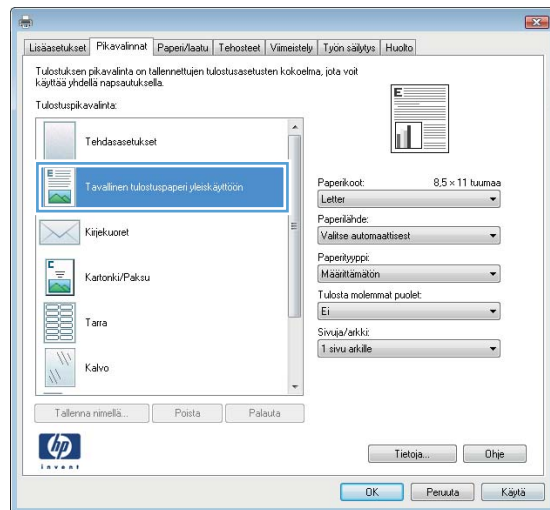 Lisäasetukset Pikavalinnat Paperi/laatu Tehosteet Viimeistely Työn säilytys Huolto
Tulostuksen pikavalinta on tallennettujen tulostusasetusten kokoelma, jota voit
käyttää yhdellä napsautuksella.
Tulostuspikavalinta:
Tehdasasetukset
Tavallinen tulostuspaperi yleiskäyttöön
Kirjekuoret
Kartonki/Paksu
Tarra
Kalvo
E
Paperikoot: 8,5 × 11 tuumaa
Letter
Paperilähde:
Valitse automaattisest
Paperityyppi:
Määrittämätön
Tulosta molemmat puolet:
Ei
Sivuja/arkki:
1 sivu arkille
Tallenna nimellä... Poista Palauta
hp
invent
Tietoja... Ohje
OK Peruuta Käytä